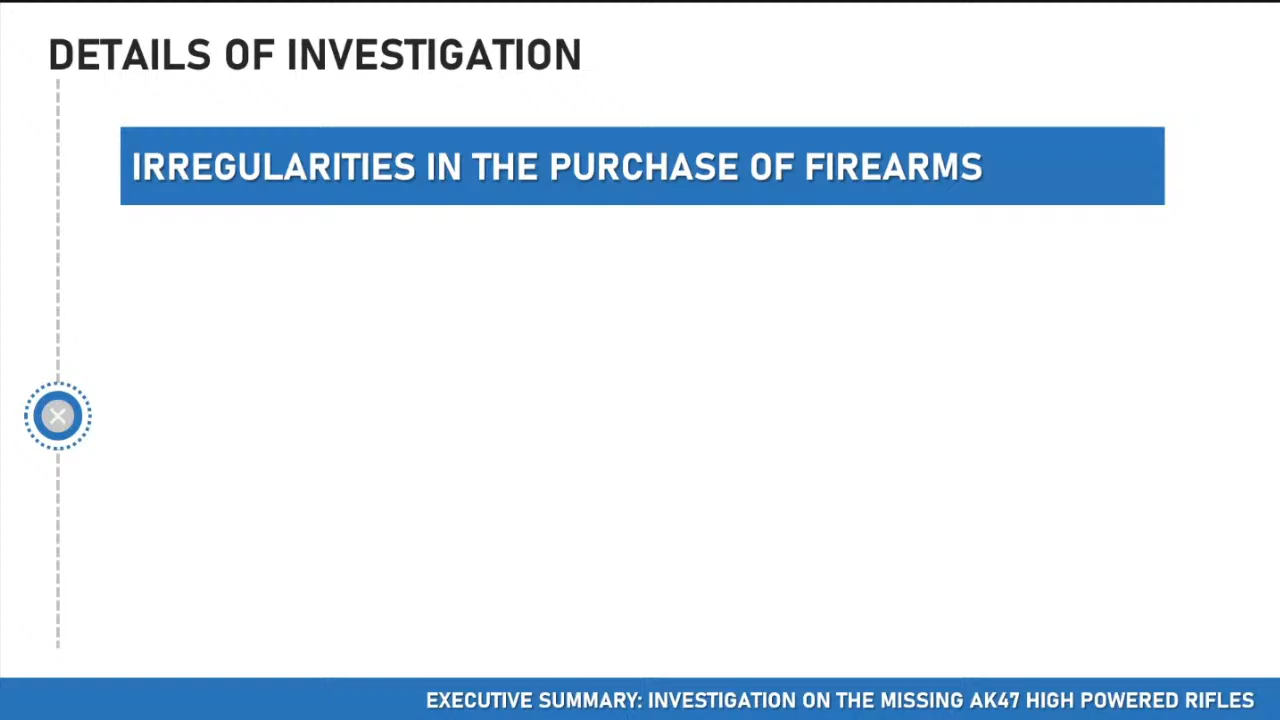 DETAILS OF INVESTIGATION
IRREGULARITIES IN THE PURCHASE OF FIREARMS
EXECUTIVE SUMMARY: INVESTIGATION ON THE MISSING AK47 HIGH POWERED RIFLES